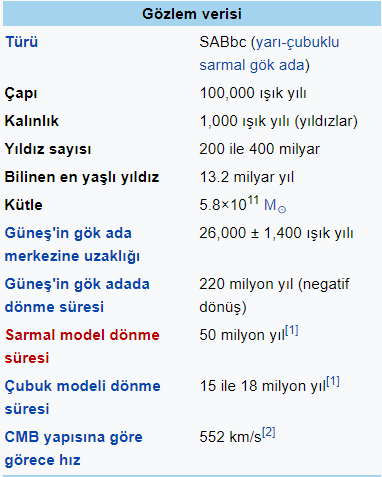 Gözlem verisi
Türü SABbc (yarı-çubuklu
sarmal gök ada)
Çapı 100,000 ışık yılı
Kalınlık 1,000 ışık yılı (yıldızlar)
Yıldız sayısı 200 ile 400 milyar
Bilinen en yaşlı yıldız 13.2 milyar yıl
Kütle 5.8×10¹¹ M☉
Güneş'in gök ada 26,000 ± 1,400 ışık yılı
merkezine uzaklığı
Güneş'in gök adada 220 milyon yıl (negatif
dönme süresi dönüş)
Sarmal model dönme 50 milyon yıl[1]
süresi
Çubuk modeli dönme 15 ile 18 milyon yıl[1]
süresi
CMB yapısına göre 552 km/s[2]
görece hız